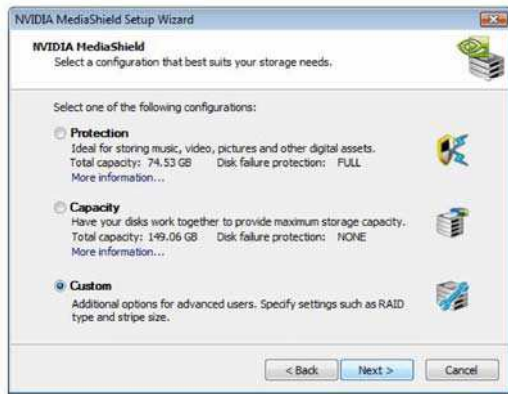 NVIDIA MediaShield Setup Wizard
NVIDIA MediaShield
Select a configuration that best suits your storage needs.
Select one of the following configurations:
Protection
Ideal for storing music, video, pictures and other digital assets.
Total capacity: 74.53 GB Disk failure protection: FULL
More information...
Capacity
Have your disks work together to provide maximum storage capacity.
Total capacity: 149.06 GB Disk failure protection: NONE
More information...
Custom
Additional options for advanced users. Specify settings such as RAID
type and stripe size.
< Back Next > Cancel